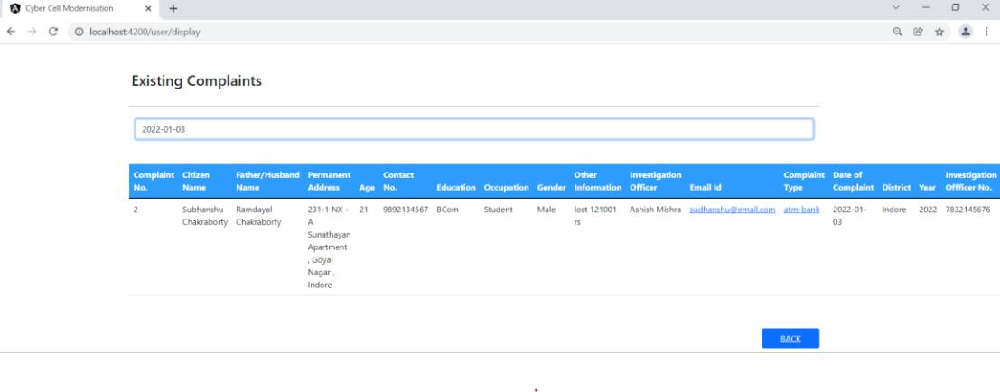 Cyber Cell Modernisation
localhost:4200/user/display
Existing Complaints
2022-01-03
Complaint Citizen Father/Husband Permanent Contact Other Investigation Complaint Date of Investigation
No. Name Name Address Age No. Education Occupation Gender Information Officer Email Id Type Complaint District Year Offficer No.
2 Subhanshu Ramdayal 231-1 NX - 21 9892134567 BCom Student Male lost 121001 Ashish Mishra sudhanshu@email.com atm-bank 2022-01- Indore 2022 7832145676
Chakraborty Chakraborty A rs 03
Sunathayan
Apartment
, Goyal
Nagar ,
Indore
BACK